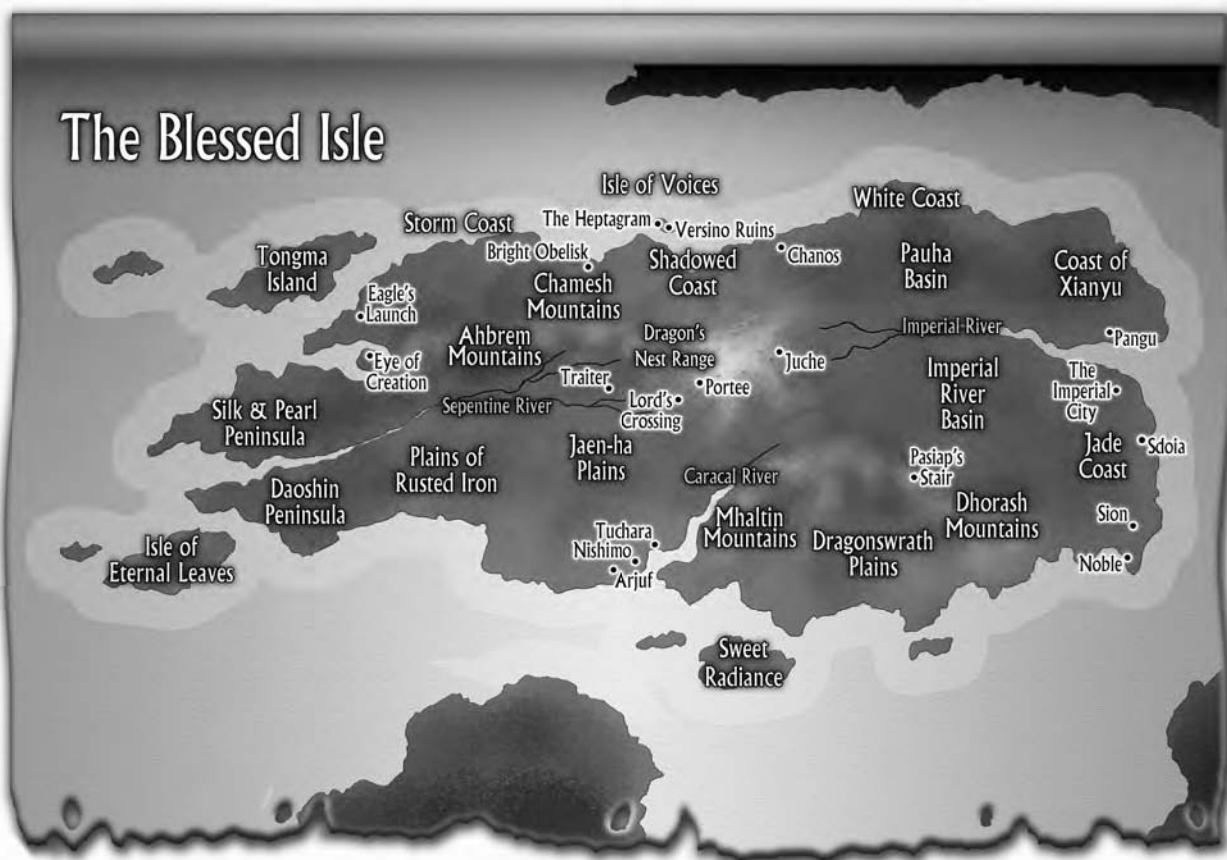 The Blessed Isle
Isle of Voices
White Coast
Storm Coast
The Heptagram
Versino Ruins
Bright Obelisk
Chanos
Tongma
Island
Shadowed
Coast
Pauha
Basin
Coast of
Xianyu
Chamesh
Mountains
Eagle's
Launch
Ahbrem
Mountains
Dragon's
Nest Range
Imperial River
Pangu
Eye of
Creation
Juche
Traiter
Portee
Lord's
Crossing
Imperial
River
Basin
The
Imperial
City
Silk & Pearl
Peninsula
Sepentine River
Jaen-ha
Plains
Plains of
Rusted Iron
Jade
Coast
Sdoia
Caracal River
Pasiap's
Stair
Daoshin
Peninsula
Dhorash
Mountains
Sion
Mhaltin
Mountains
Dragonswrath
Plains
Tuchara
Nishimo
Arjuf
Noble
Isle of
Eternal Leaves
Sweet
Radiance